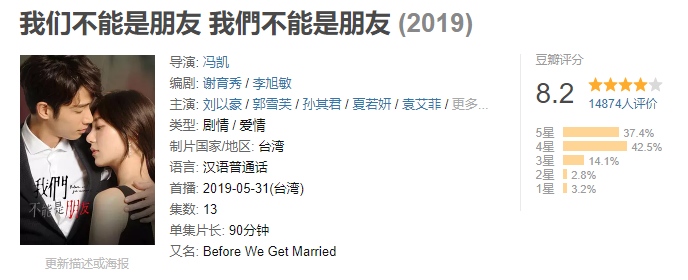 我们不能是朋友 我們不能是朋友 (2019)
导演: 冯凯
编剧: 谢育秀 / 李旭敏
主演: 刘以豪 / 郭雪芙 / 孙其君 / 夏若妍 / 袁艾菲 / 更多...
类型: 剧情 / 爱情
制片国家/地区: 台湾
语言: 汉语普通话
首播: 2019-05-31(台湾)
集数: 13
单集片长: 90分钟
又名: Before We Get Married
我們
不能是朋友
更新描述或海报
豆瓣评分
8.2
14874人评价
5星 37.4%
4星 42.5%
3星 14.1%
2星 2.8%
1星 3.2%